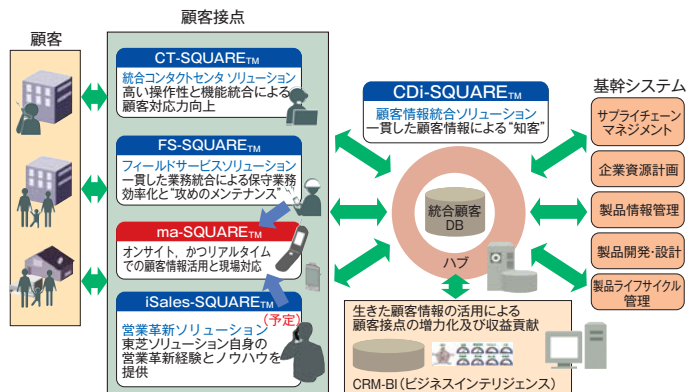 顧客
顧客接点
CT-SQUARE™
統合コンタクトセンタ ソリューション
高い操作性と機能統合による
顧客対応力向上
FS-SQUARE™
フィールドサービスソリューション
一貫した業務統合による保守業務
効率化と“攻めのメンテナンス”
ma-SQUARE™
オンサイト，かつリアルタイム
での顧客情報活用と現場対応
iSales-SQUARE™
(予定)
営業革新ソリューション
東芝ソリューション自身の
営業革新経験とノウハウを
提供
CDi-SQUARE™
顧客情報統合ソリューション
一貫した顧客情報による“知客”
統合顧客
DB
ハブ
生きた顧客情報の活用による
顧客接点の増力化及び収益貢献
CRM-BI（ビジネスインテリジェンス）
基幹システム
サプライチェーン
マネジメント
企業資源計画
製品情報管理
製品開発・設計
製品ライフサイクル
管理